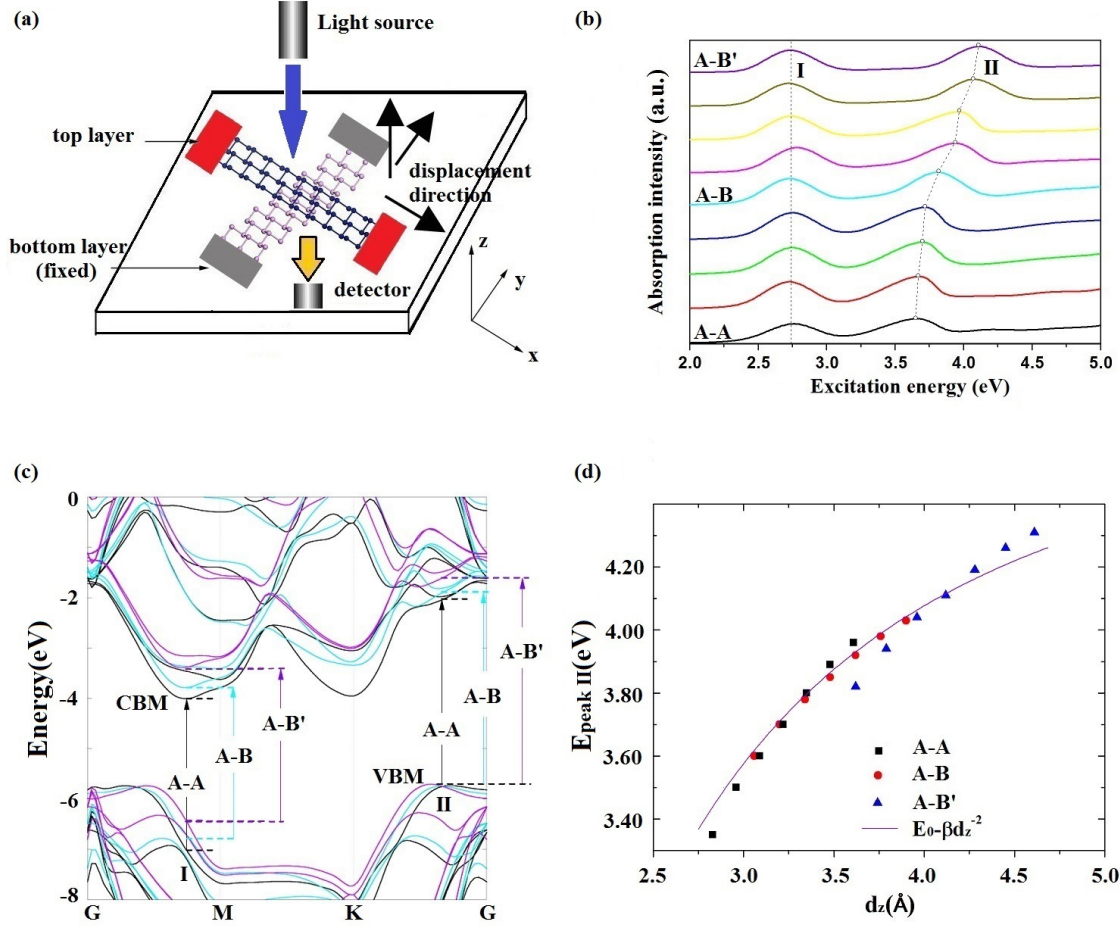 (a)
Light source
top layer
displacement
direction
bottom layer
(fixed)
detector
z
y
x
(b)
Absorption intensity (a.u.)
A-B'
I
II
A-B
A-A
2.0 2.5 3.0 3.5 4.0 4.5 5.0
Excitation energy (eV)
(c)
Energy(eV)
0
-2
-4
-6
-8
CBM
A-A
A-B
A-B'
I
VBM
II
A-A
A-B
A-B'
G M K G
(d)
Epeak II(eV)
4.20
4.00
3.80
3.60
3.40
A-A
A-B
A-B'
E₀-βdz⁻²
2.5 3.0 3.5 4.0 4.5 5.0
dz(Å)